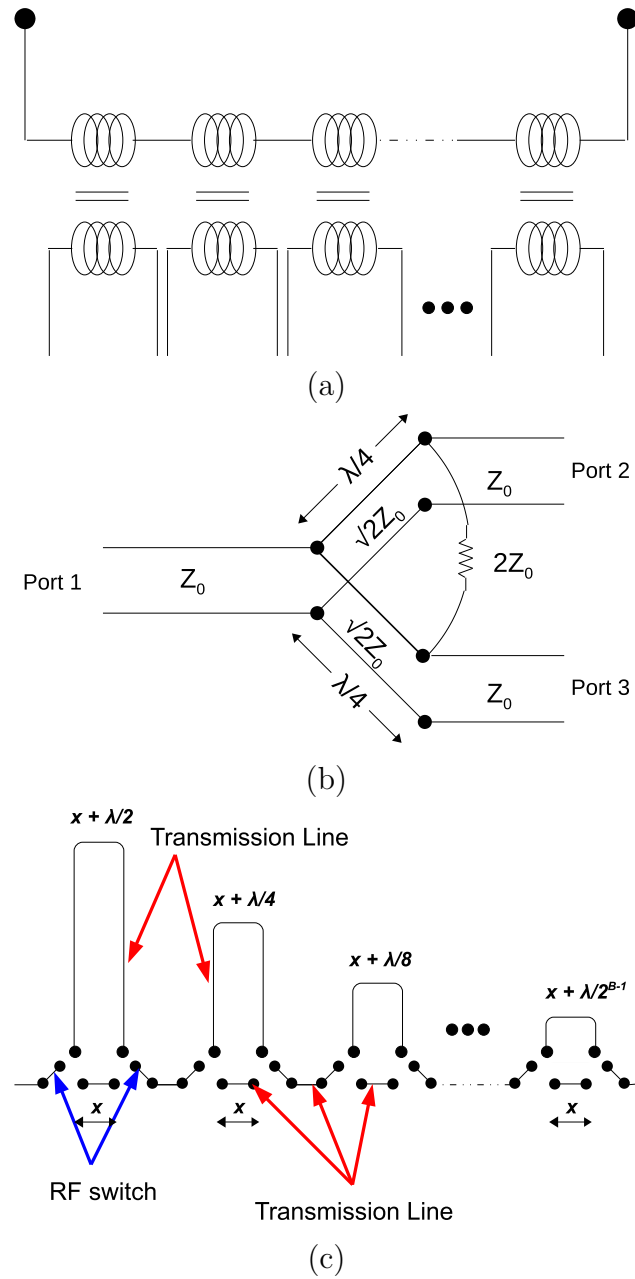 (a)
λ/4
Port 2
√2Z₀
Z₀
Port 1
Z₀
2Z₀
√2Z₀
λ/4
Z₀
Port 3
(b)
x + λ/2
Transmission Line
x + λ/4
x + λ/8
x + λ/2ᴮ⁻¹
x
x
x
RF switch
Transmission Line
(c)